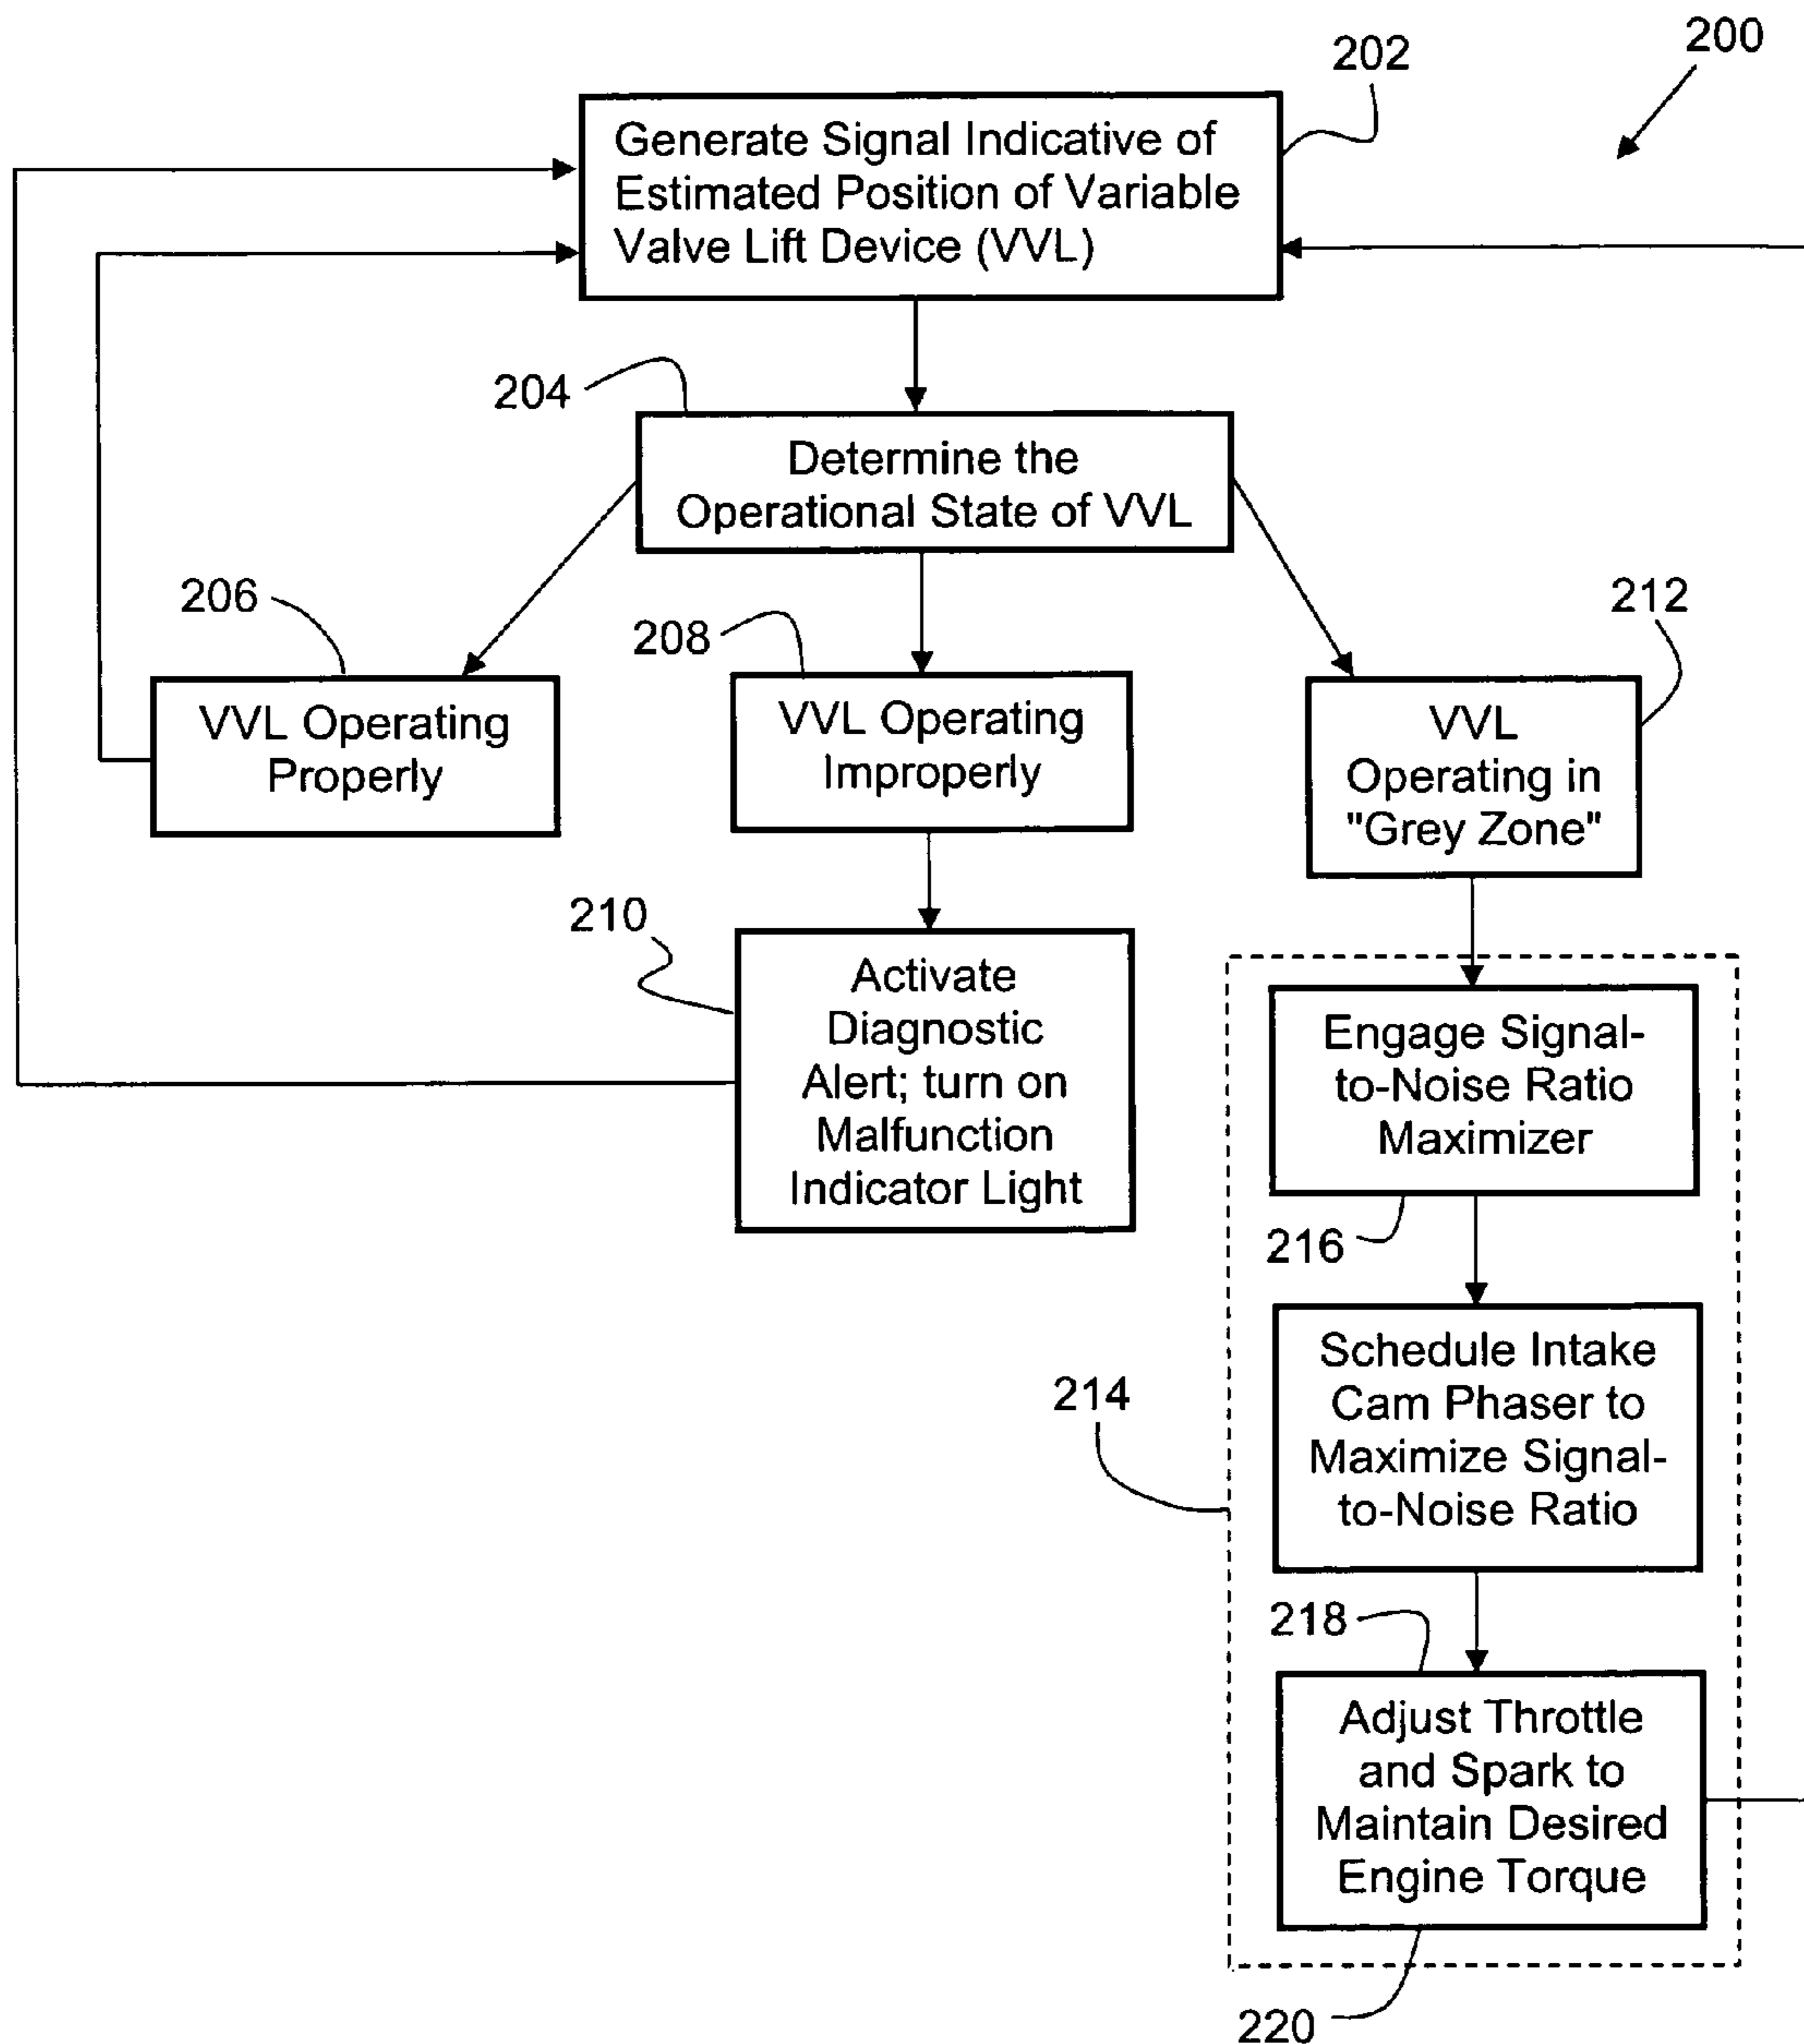 200
202
Generate Signal Indicative of
Estimated Position of Variable
Valve Lift Device (VVL)
204
Determine the
Operational State of VVL
206
VVL Operating
Properly
208
VVL Operating
Improperly
212
VVL
Operating in
"Grey Zone"
210
Activate
Diagnostic
Alert; turn on
Malfunction
Indicator Light
Engage Signal-
to-Noise Ratio
Maximizer
216
214
Schedule Intake
Cam Phaser to
Maximize Signal-
to-Noise Ratio
218
Adjust Throttle
and Spark to
Maintain Desired
Engine Torque
220